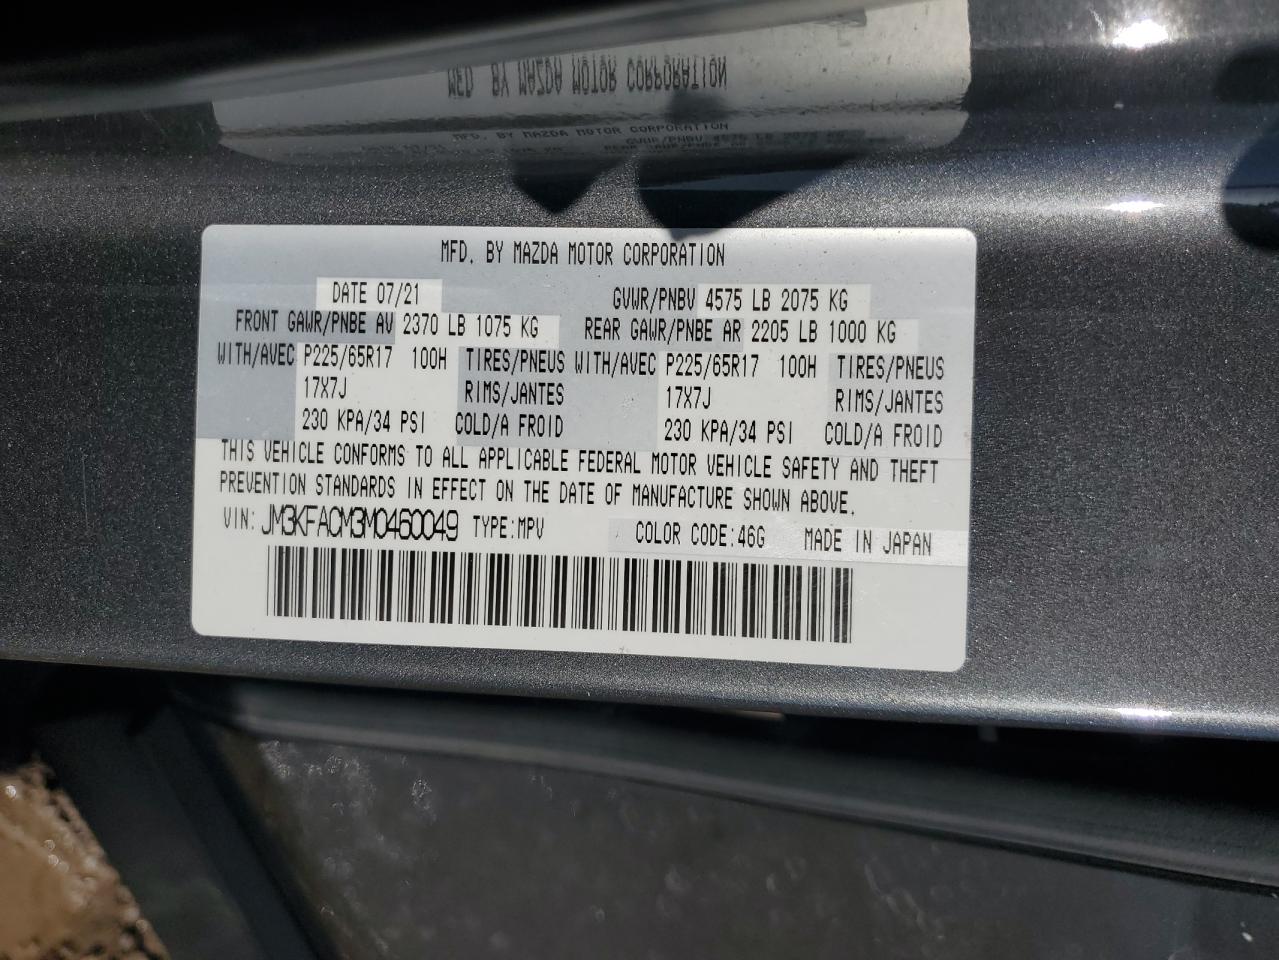 MFD. BY MAZDA MOTOR CORPORATION
DATE 07/21 GVWR/PNBV 4575 LB 2075 KG
FRONT GAWR/PNBE AV 2370 LB 1075 KG REAR GAWR/PNBE AR 2205 LB 1000 KG
WITH/AVEC P225/65R17 100H TIRES/PNEUS WITH/AVEC P225/65R17 100H TIRES/PNEUS
17X7J RIMS/JANTES 17X7J RIMS/JANTES
230 KPA/34 PSI COLD/A FROID 230 KPA/34 PSI COLD/A FROID
THIS VEHICLE CONFORMS TO ALL APPLICABLE FEDERAL MOTOR VEHICLE SAFETY AND THEFT
PREVENTION STANDARDS IN EFFECT ON THE DATE OF MANUFACTURE SHOWN ABOVE.
VIN: JM3KFACM3M0460049 TYPE:MPV COLOR CODE:46G MADE IN JAPAN